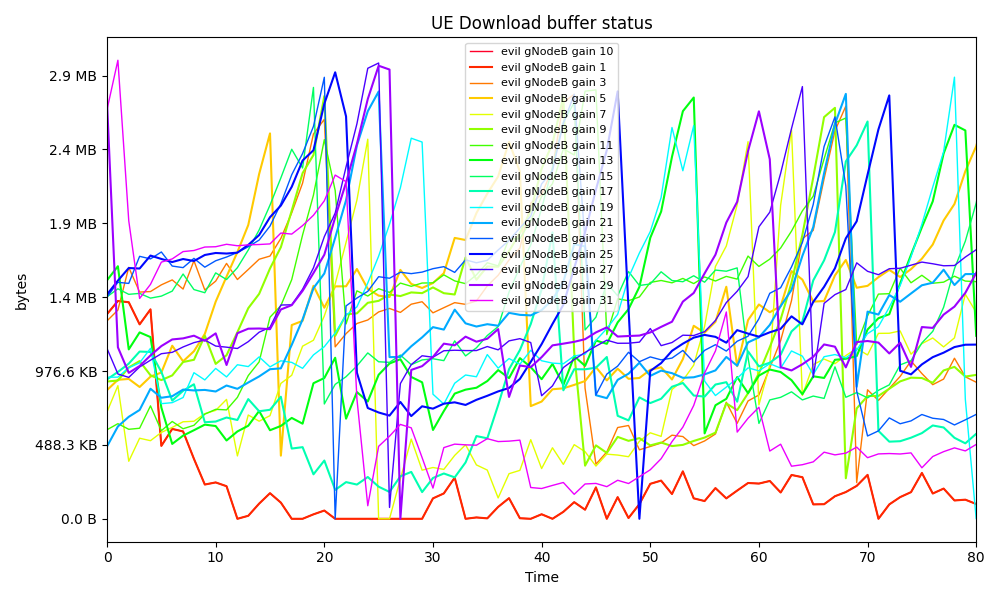 UE Download buffer status
bytes
2.9 MB
2.4 MB
1.9 MB
1.4 MB
976.6 KB
488.3 KB
0.0 B
evil gNodeB gain 10
evil gNodeB gain 1
evil gNodeB gain 3
evil gNodeB gain 5
evil gNodeB gain 7
evil gNodeB gain 9
evil gNodeB gain 11
evil gNodeB gain 13
evil gNodeB gain 15
evil gNodeB gain 17
evil gNodeB gain 19
evil gNodeB gain 21
evil gNodeB gain 23
evil gNodeB gain 25
evil gNodeB gain 27
evil gNodeB gain 29
evil gNodeB gain 31
0 10 20 30 40 50 60 70 80
Time